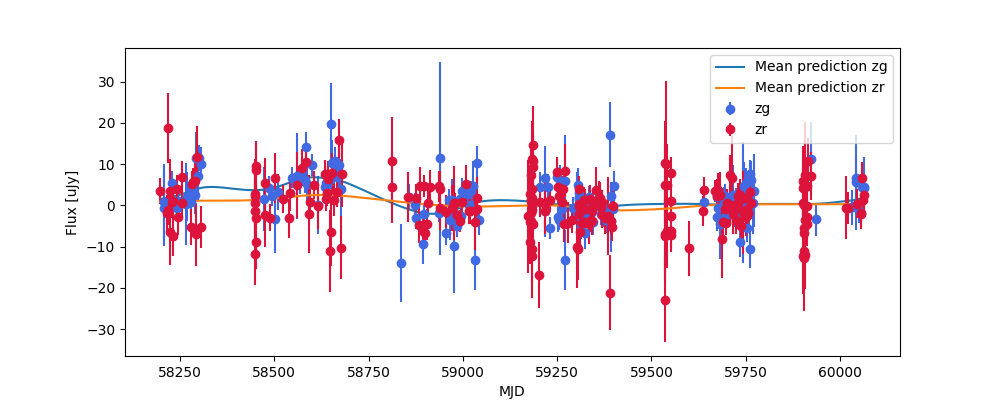 Mean prediction zg
Mean prediction zr
zg
zr
Flux [uJy]
30
20
10
0
−10
−20
−30
58250
58500
58750
59000
59250
59500
59750
60000
MJD